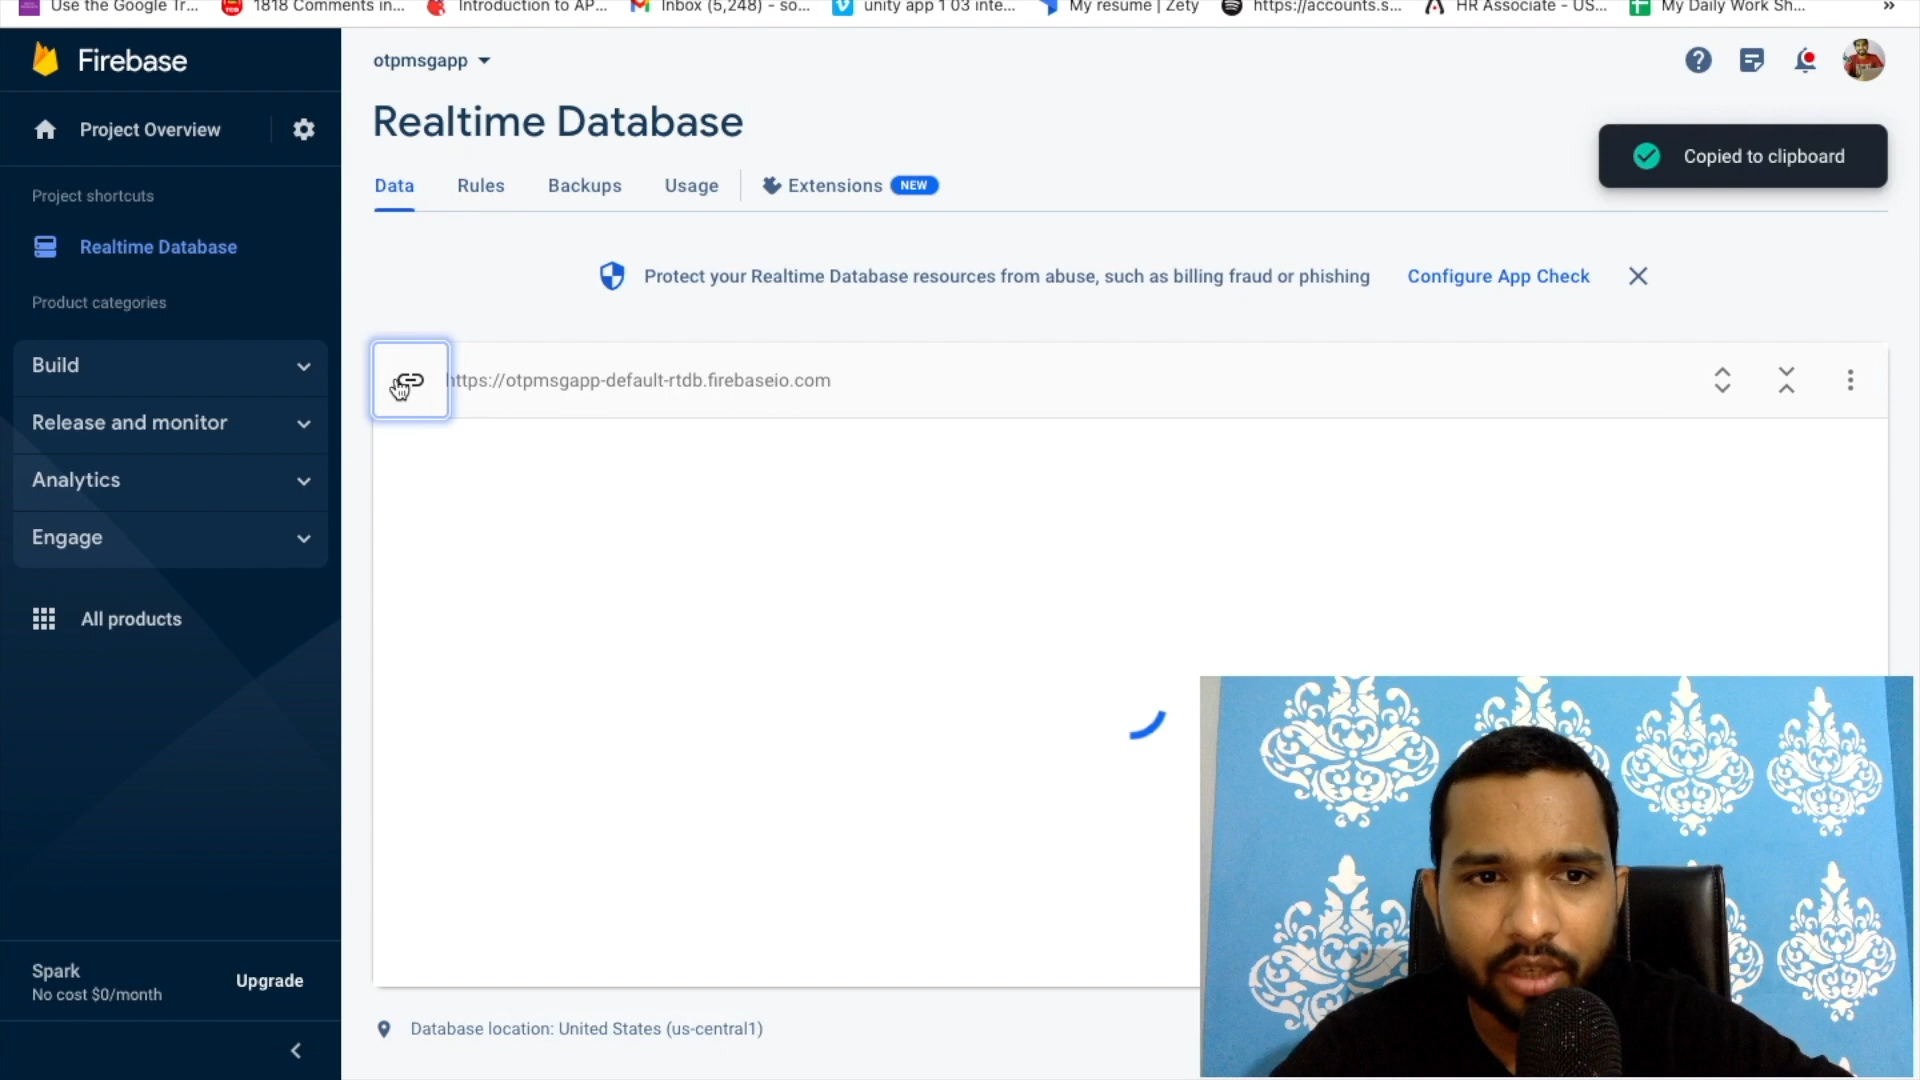 Use the Google Tr... 1818 Comments in... Introduction to AP... Inbox (5,248) - so... unity app 1 03 inte... My resume | Zety https://accounts.s... HR Associate - US... My Daily Work Sh... »
Firebase
otpmsgapp
Project Overview
Realtime Database
Copied to clipboard
Project shortcuts
Data Rules Backups Usage Extensions NEW
Realtime Database
Protect your Realtime Database resources from abuse, such as billing fraud or phishing Configure App Check
Product categories
Build
https://otpmsgapp-default-rtdb.firebaseio.com
Release and monitor
Analytics
Engage
All products
Spark
No cost $0/month
Upgrade
Database location: United States (us-central1)